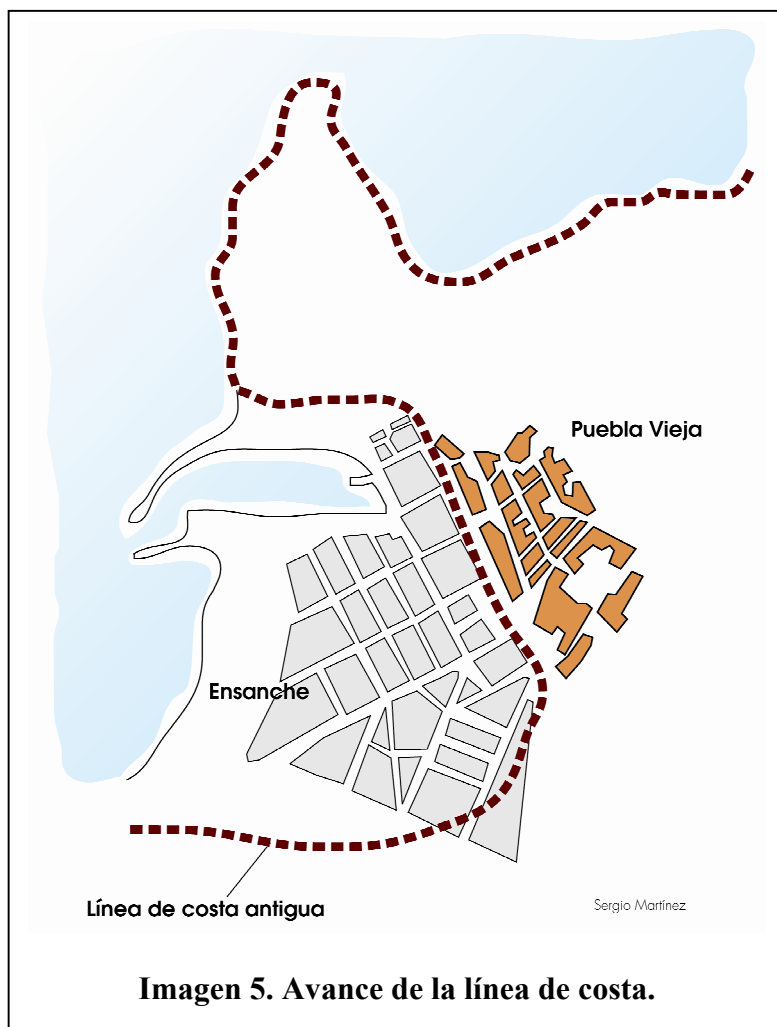 Puebla Vieja
Ensanche
Línea de costa antigua
Sergio Martínez
Imagen 5. Avance de la línea de costa.